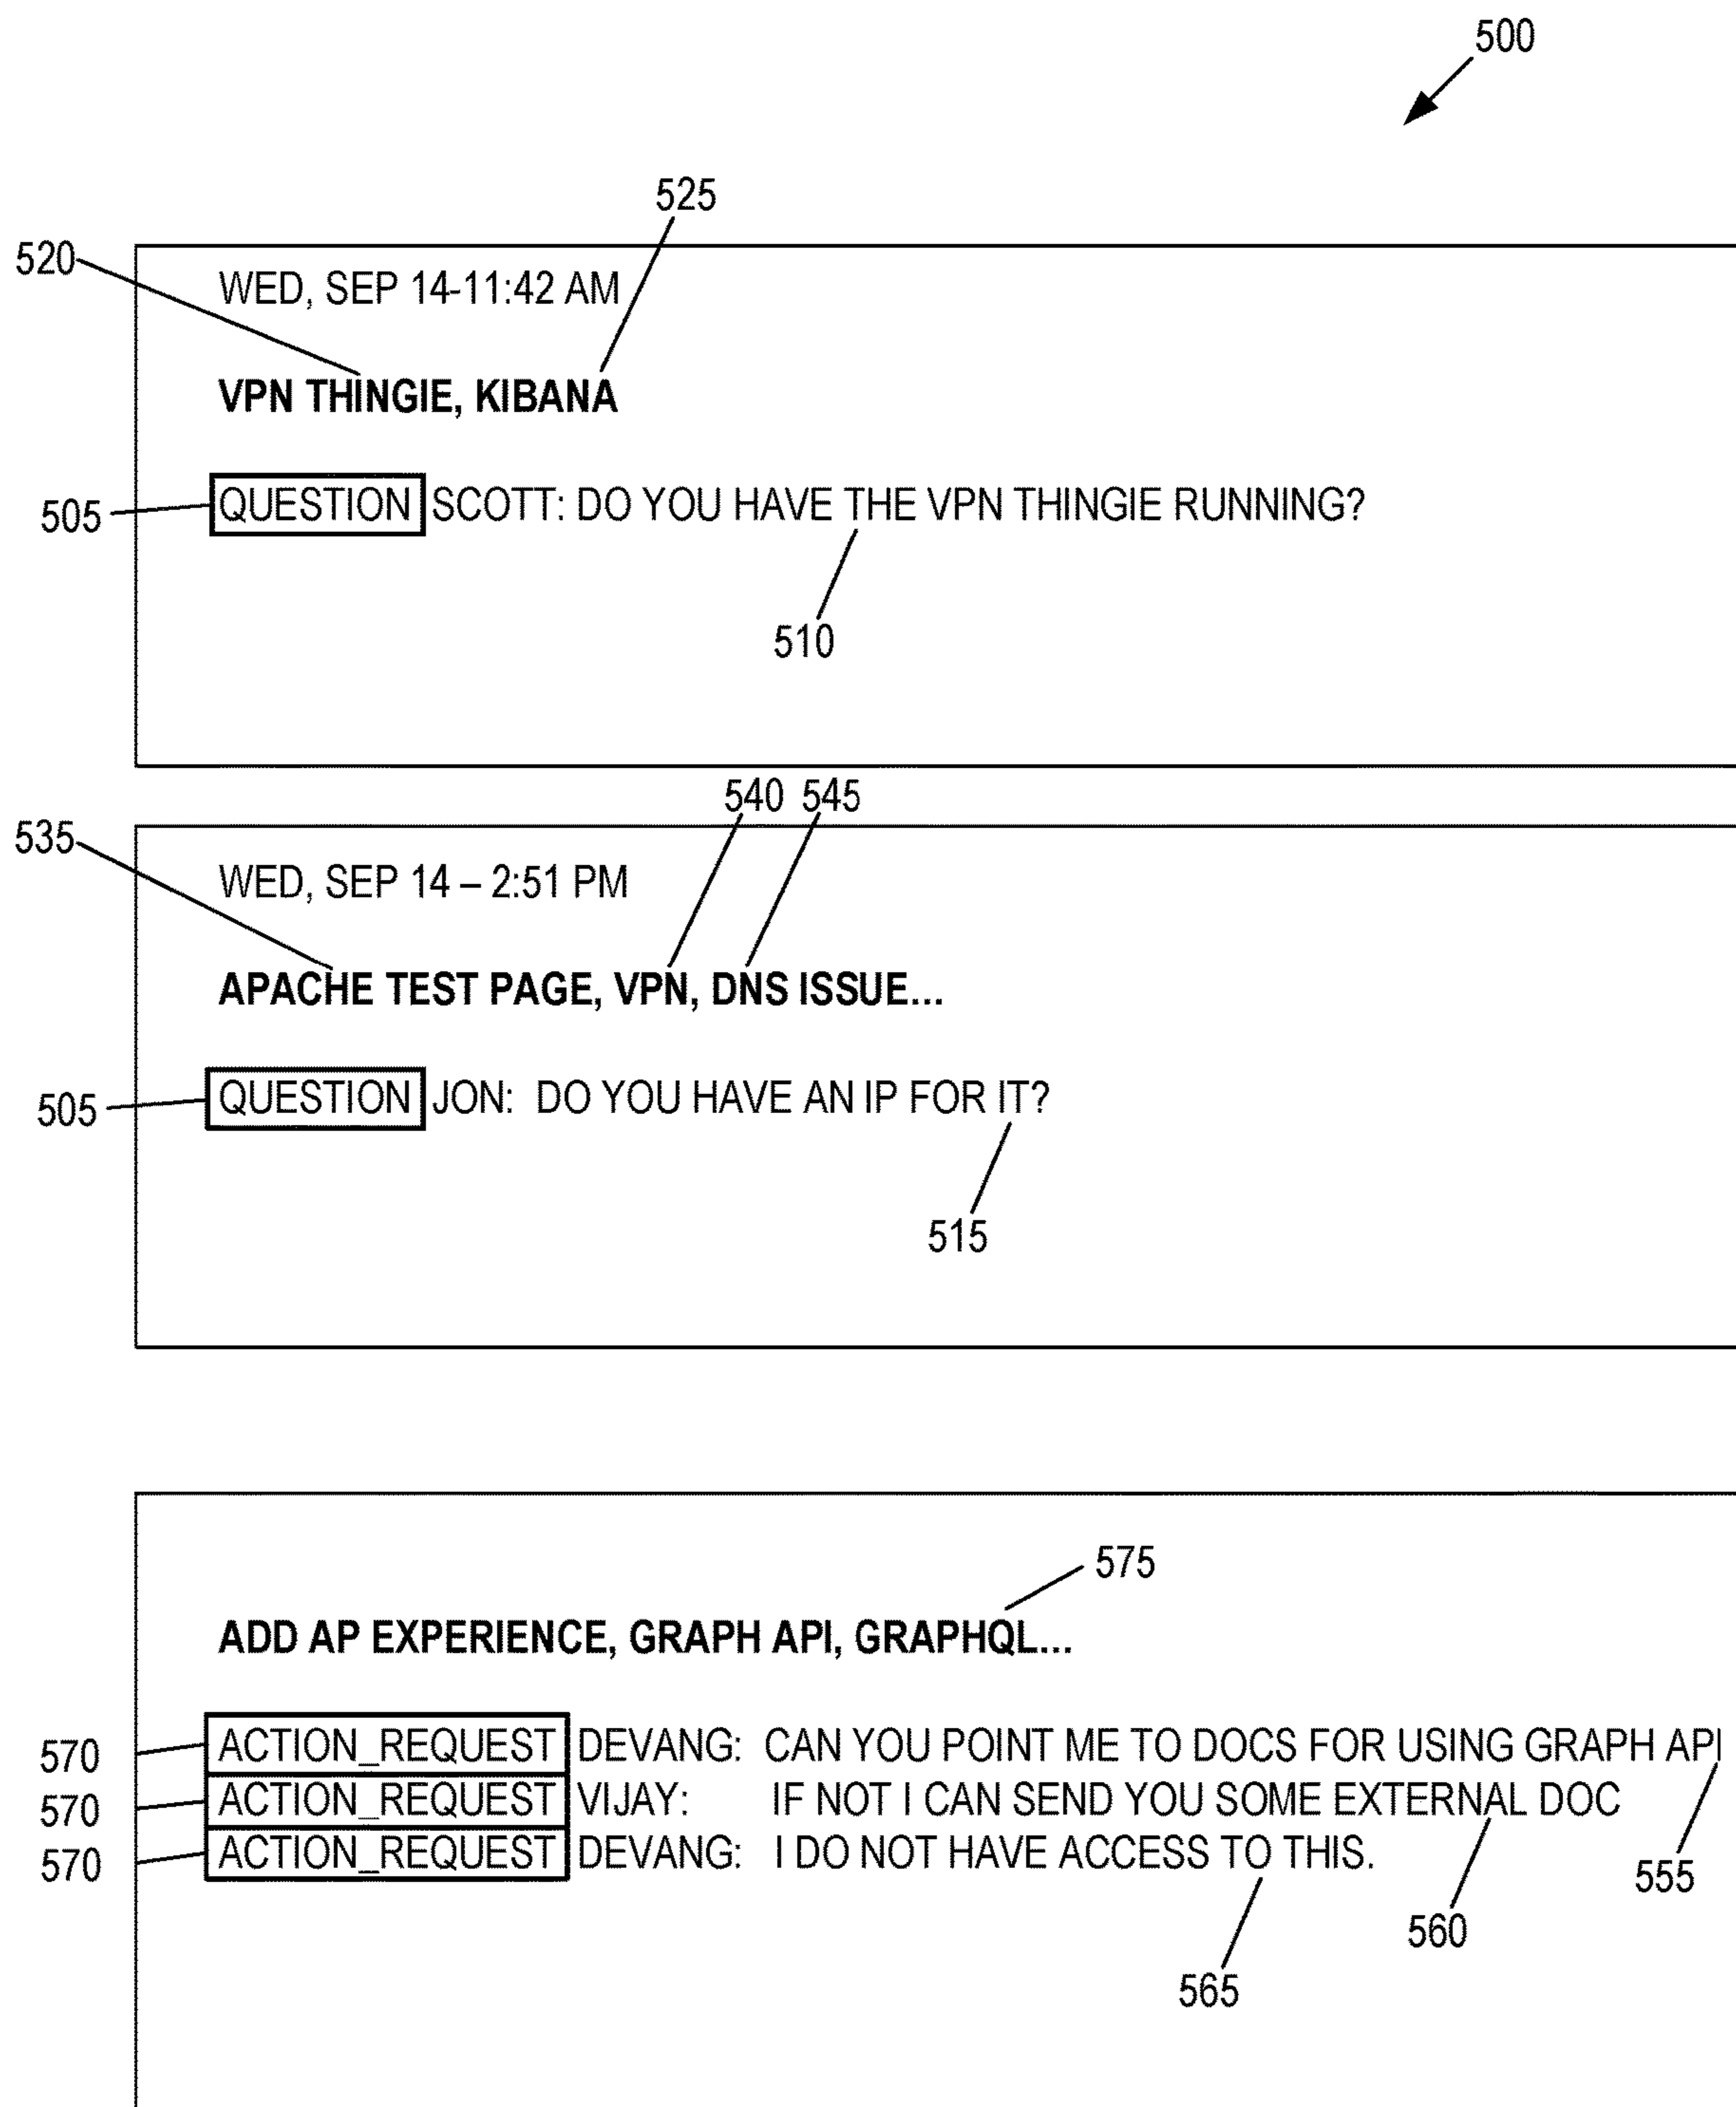 500
525
520
WED, SEP 14-11:42 AM
VPN THINGIE, KIBANA
505 QUESTION SCOTT: DO YOU HAVE THE VPN THINGIE RUNNING?
510
540 545
535
WED, SEP 14 – 2:51 PM
APACHE TEST PAGE, VPN, DNS ISSUE...
505 QUESTION JON: DO YOU HAVE AN IP FOR IT?
515
575
ADD AP EXPERIENCE, GRAPH API, GRAPHQL...
570 ACTION_REQUEST DEVANG: CAN YOU POINT ME TO DOCS FOR USING GRAPH API
570 ACTION_REQUEST VIJAY: IF NOT I CAN SEND YOU SOME EXTERNAL DOC
570 ACTION_REQUEST DEVANG: I DO NOT HAVE ACCESS TO THIS.
555
560
565